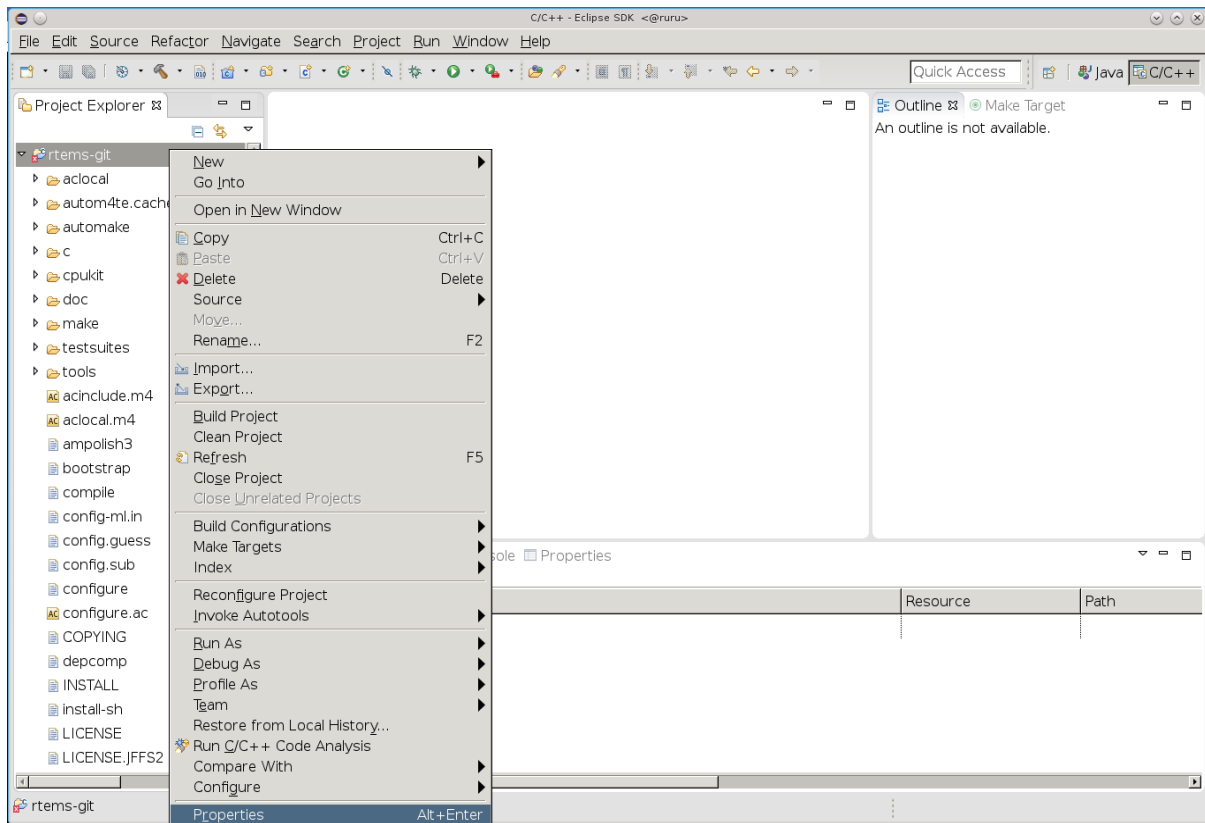 C/C++ - Eclipse SDK <@ruru>
File Edit Source Refactor Navigate Search Project Run Window Help
Quick Access Java C/C++
Project Explorer
Outline Make Target
An outline is not available.
rtems-git
aclocal
autom4te.cache
automake
c
cpukit
doc
make
testsuites
tools
acinclude.m4
aclocal.m4
ampolish3
bootstrap
compile
config-ml.in
config.guess
config.sub
configure
configure.ac
COPYING
depcomp
INSTALL
install-sh
LICENSE
LICENSE.JFFS2
New
Go Into
Open in New Window
Copy Ctrl+C
Paste Ctrl+V
Delete Delete
Source
Move...
Rename... F2
Import...
Export...
Build Project
Clean Project
Refresh F5
Close Project
Close Unrelated Projects
Build Configurations
Make Targets
Index
Reconfigure Project
Invoke Autotools
Run As
Debug As
Profile As
Team
Restore from Local History...
Run C/C++ Code Analysis
Compare With
Configure
Properties Alt+Enter
sole Properties
Resource Path
rtems-git